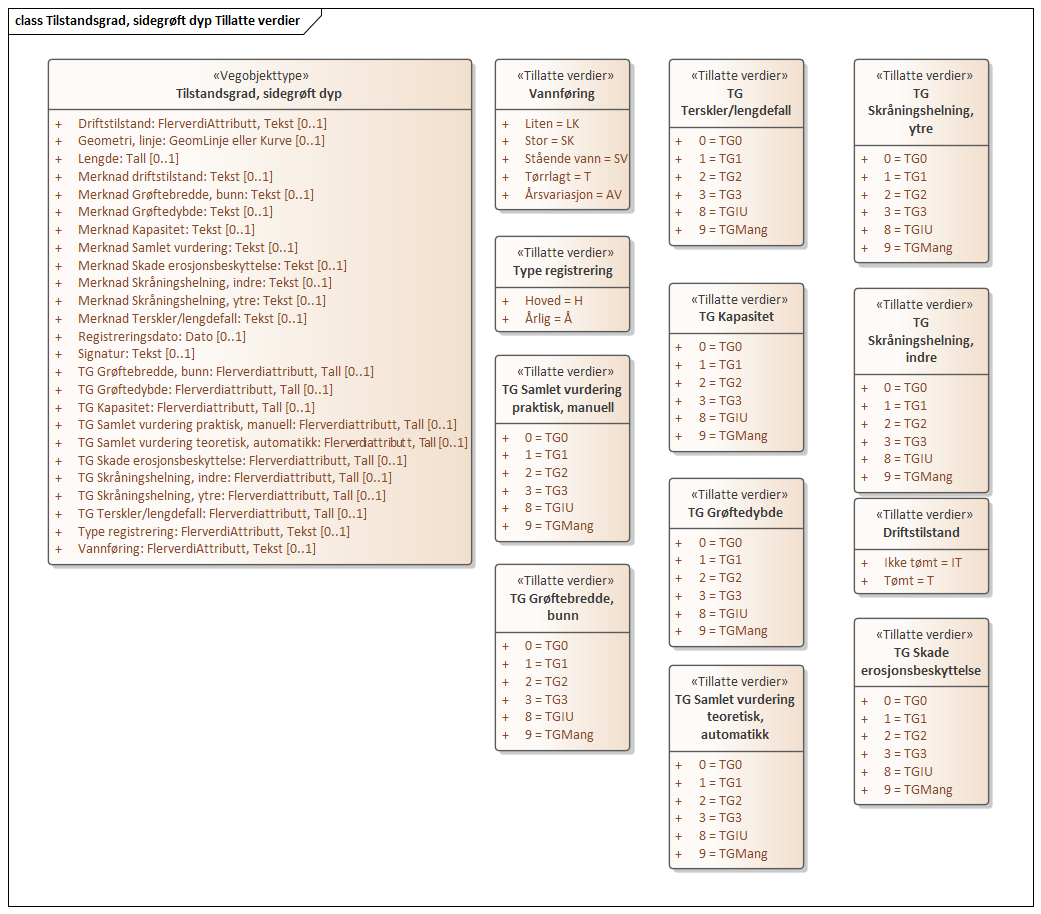 class Tilstandsgrad, sidegrøft dyp Tillatte verdier
«Vegobjekttype»
Tilstandsgrad, sidegrøft dyp
+ Driftstilstand: FlerverdiAttributt, Tekst [0..1]
+ Geometri, linje: GeomLinje eller Kurve [0..1]
+ Lengde: Tall [0..1]
+ Merknad driftstilstand: Tekst [0..1]
+ Merknad Grøftebredde, bunn: Tekst [0..1]
+ Merknad Grøftedybde: Tekst [0..1]
+ Merknad Kapasitet: Tekst [0..1]
+ Merknad Samlet vurdering: Tekst [0..1]
+ Merknad Skade erosjonsbeskyttelse: Tekst [0..1]
+ Merknad Skråningshelning, indre: Tekst [0..1]
+ Merknad Skråningshelning, ytre: Tekst [0..1]
+ Merknad Terskler/lengdefall: Tekst [0..1]
+ Registreringsdato: Dato [0..1]
+ Signatur: Tekst [0..1]
+ TG Grøftebredde, bunn: Flerverdiattributt, Tall [0..1]
+ TG Grøftedybde: Flerverdiattributt, Tall [0..1]
+ TG Kapasitet: Flerverdiattributt, Tall [0..1]
+ TG Samlet vurdering praktisk, manuell: Flerverdiattributt, Tall [0..1]
+ TG Samlet vurdering teoretisk, automatikk: Flerverdiattributt, Tall [0..1]
+ TG Skade erosjonsbeskyttelse: Flerverdiattributt, Tall [0..1]
+ TG Skråningshelning, indre: Flerverdiattributt, Tall [0..1]
+ TG Skråningshelning, ytre: Flerverdiattributt, Tall [0..1]
+ TG Terskler/lengdefall: Flerverdiattributt, Tall [0..1]
+ Type registrering: FlerverdiAttributt, Tekst [0..1]
+ Vannføring: FlerverdiAttributt, Tekst [0..1]
«Tillatte verdier»
Vannføring
+ Liten = LK
+ Stor = SK
+ Stående vann = SV
+ Tørrlagt = T
+ Årsvariasjon = AV
«Tillatte verdier»
Type registrering
+ Hoved = H
+ Årlig = Å
«Tillatte verdier»
TG Samlet vurdering
praktisk, manuell
+ 0 = TG0
+ 1 = TG1
+ 2 = TG2
+ 3 = TG3
+ 8 = TGIU
+ 9 = TGMang
«Tillatte verdier»
TG Grøftebredde,
bunn
+ 0 = TG0
+ 1 = TG1
+ 2 = TG2
+ 3 = TG3
+ 8 = TGIU
+ 9 = TGMang
«Tillatte verdier»
TG
Terskler/lengdefall
+ 0 = TG0
+ 1 = TG1
+ 2 = TG2
+ 3 = TG3
+ 8 = TGIU
+ 9 = TGMang
«Tillatte verdier»
TG Kapasitet
+ 0 = TG0
+ 1 = TG1
+ 2 = TG2
+ 3 = TG3
+ 8 = TGIU
+ 9 = TGMang
«Tillatte verdier»
TG Grøftedybde
+ 0 = TG0
+ 1 = TG1
+ 2 = TG2
+ 3 = TG3
+ 8 = TGIU
+ 9 = TGMang
«Tillatte verdier»
TG Samlet vurdering
teoretisk,
automatikk
+ 0 = TG0
+ 1 = TG1
+ 2 = TG2
+ 3 = TG3
+ 8 = TGIU
+ 9 = TGMang
«Tillatte verdier»
TG
Skråningshelning,
ytre
+ 0 = TG0
+ 1 = TG1
+ 2 = TG2
+ 3 = TG3
+ 8 = TGIU
+ 9 = TGMang
«Tillatte verdier»
TG
Skråningshelning,
indre
+ 0 = TG0
+ 1 = TG1
+ 2 = TG2
+ 3 = TG3
+ 8 = TGIU
+ 9 = TGMang
«Tillatte verdier»
Driftstilstand
+ Ikke tømt = IT
+ Tømt = T
«Tillatte verdier»
TG Skade
erosjonsbeskyttelse
+ 0 = TG0
+ 1 = TG1
+ 2 = TG2
+ 3 = TG3
+ 8 = TGIU
+ 9 = TGMang